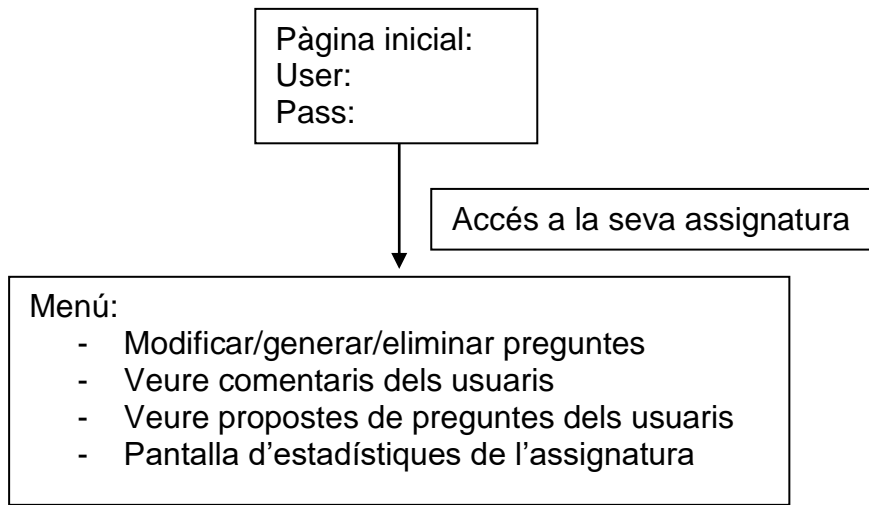 Pàgina inicial:
User:
Pass:
Accés a la seva assignatura
Menú:
- Modificar/generar/eliminar preguntes
- Veure comentaris dels usuaris
- Veure propostes de preguntes dels usuaris
- Pantalla d’estadístiques de l’assignatura